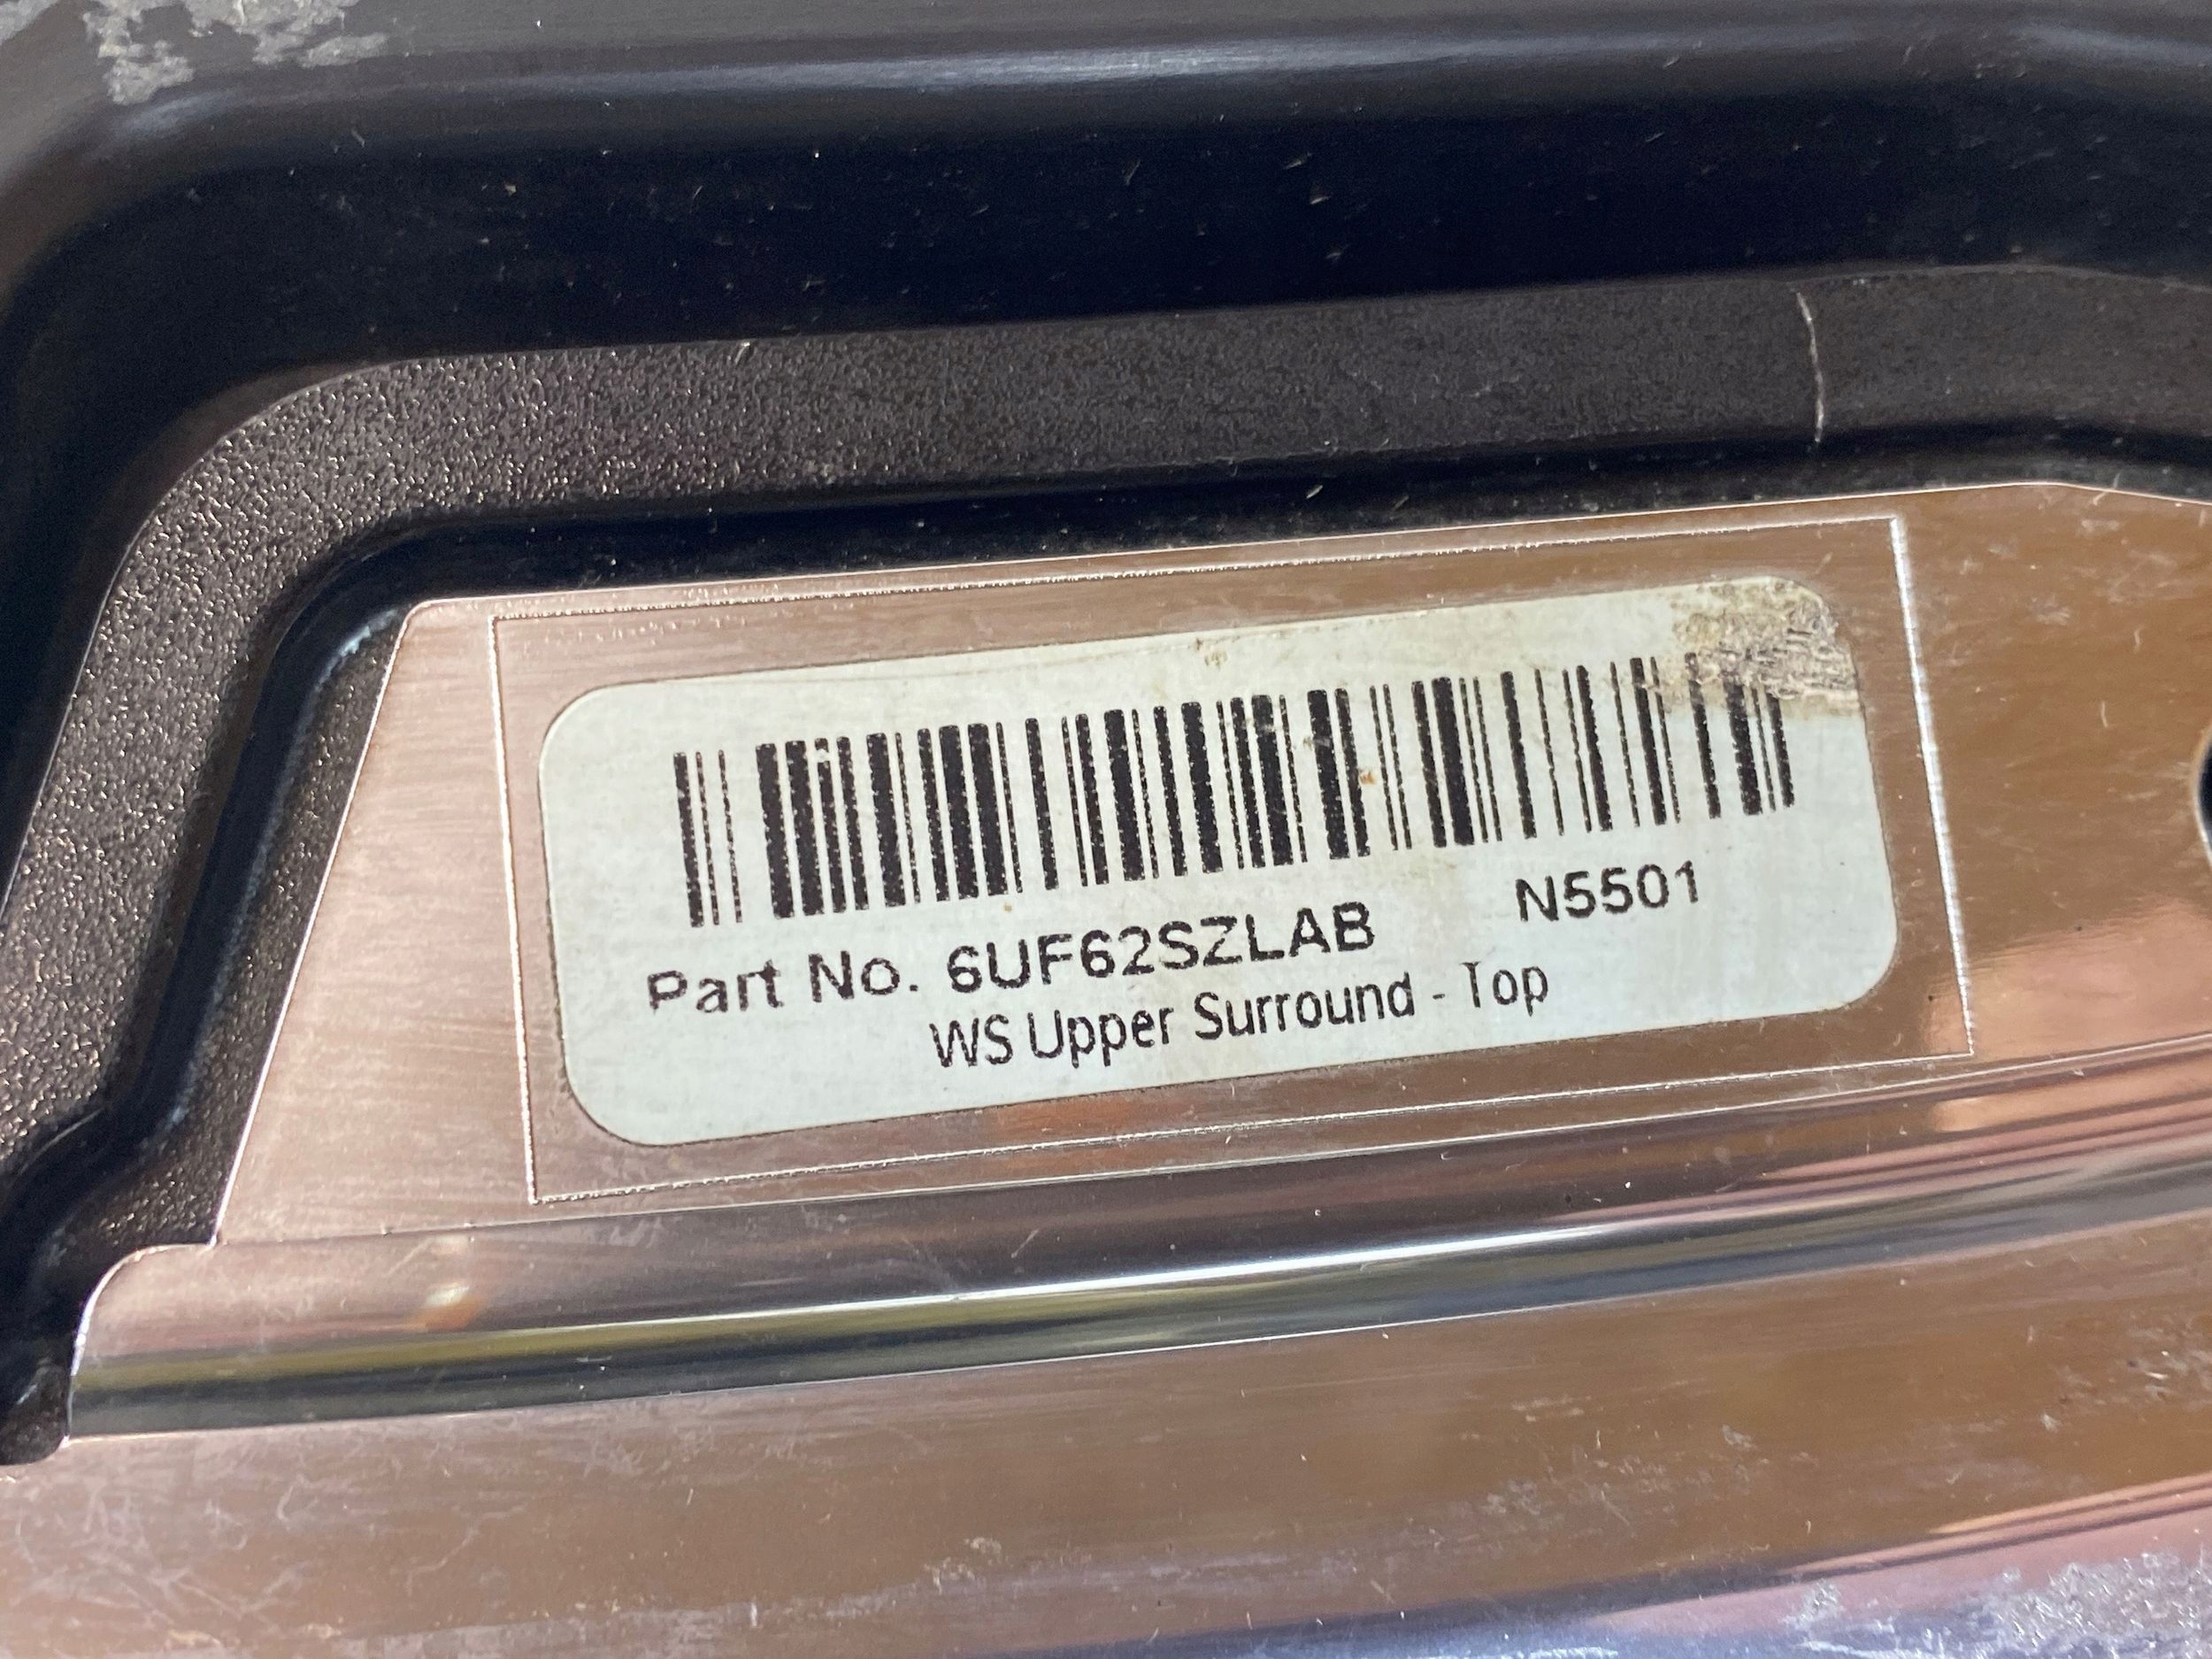 Part No. 6UF62SZLAB N5501
WS Upper Surround - Top